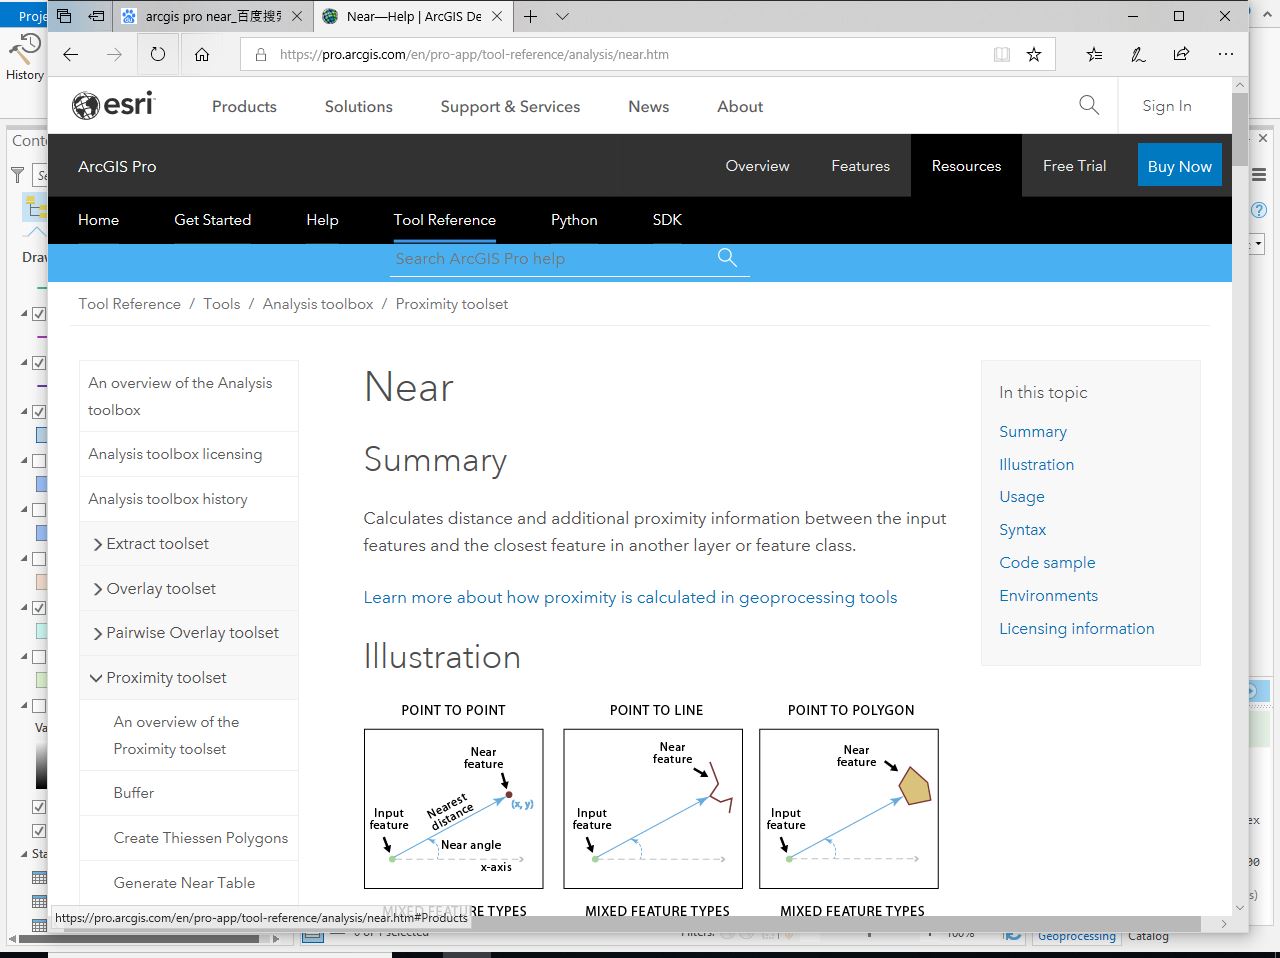 Proje
arcgis pro near_百度搜索
Near—Help | ArcGIS De
https://pro.arcgis.com/en/pro-app/tool-reference/analysis/near.htm
History
esri
Products
Solutions
Support & Services
News
About
Sign In
Conte
ArcGIS Pro
Overview
Features
Resources
Free Trial
Buy Now
Home
Get Started
Help
Tool Reference
Python
SDK
Draw
Search ArcGIS Pro help
Tool Reference / Tools / Analysis toolbox / Proximity toolset
An overview of the Analysis
toolbox
Analysis toolbox licensing
Analysis toolbox history
Extract toolset
Overlay toolset
Pairwise Overlay toolset
Proximity toolset
An overview of the
Proximity toolset
Buffer
Create Thiessen Polygons
Generate Near Table
Near
Summary
Calculates distance and additional proximity information between the input
features and the closest feature in another layer or feature class.
Learn more about how proximity is calculated in geoprocessing tools
Illustration
POINT TO POINT
POINT TO LINE
POINT TO POLYGON
Near
feature
(x, y)
Nearest
distance
Input
feature
Near angle
x-axis
Near
feature
Input
feature
Near
feature
Input
feature
MIXED FEATURE TYPES
MIXED FEATURE TYPES
MIXED FEATURE TYPES
In this topic
Summary
Illustration
Usage
Syntax
Code sample
Environments
Licensing information
Va
Sta
https://pro.arcgis.com/en/pro-app/tool-reference/analysis/near.htm#Products
0 of 1 selected
Filters:
100%
Geoprocessing
Catalog